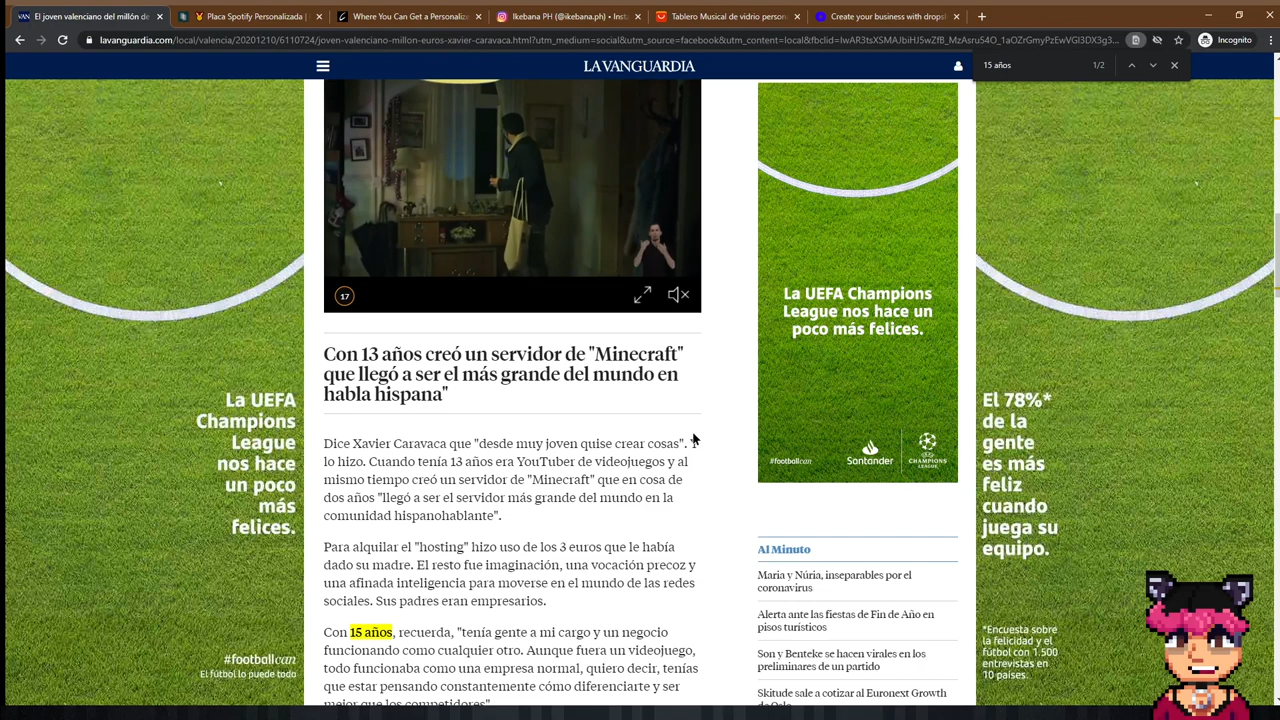 El joven valenciano del millón de
Placa Spotify Personalizada |
Where You Can Get a Personaliz
Ikebana PH (@ikebana.ph) • Inst
Tablero Musical de vidrio person
Create your business with drops
lavanguardia.com/local/valencia/20201210/6110724/joven-valenciano-millon-euros-xavier-caravaca.html?utm_medium=social&utm_source=facebook&utm_content=local&fbclid=
Incognito
15 años
1/2
LA VANGUARDIA
17
Con 13 años creó un servidor de "Minecraft"
que llegó a ser el más grande del mundo en
habla hispana"
Dice Xavier Caravaca que "desde muy joven quise crear cosas". Y
lo hizo. Cuando tenía 13 años era YouTuber de videojuegos y al
mismo tiempo creó un servidor de "Minecraft" que en cosa de
dos años "llegó a ser el servidor más grande del mundo en la
comunidad hispanohablante".
Para alquilar el "hosting" hizo uso de los 3 euros que le había
dado su madre. El resto fue imaginación, una vocación precoz y
una afinada inteligencia para moverse en el mundo de las redes
sociales. Sus padres eran empresarios.
Con 15 años, recuerda, "tenía gente a mi cargo y un negocio
funcionando como cualquier otro. Aunque fuera un videojuego,
todo funcionaba como una empresa normal, quiero decir, tenías
que estar pensando constantemente cómo diferenciarte y ser
mejor que los competidores"
La UEFA
Champions
League
nos hace
un poco
más
felices.
#footballcan
El fútbol lo puede todo
La UEFA Champions
League nos hace un
poco más felices.
#footballcan
Santander
CHAMPIONS
LEAGUE
Al Minuto
Maria y Núria, inseparables por el
coronavirus
Alerta ante las fiestas de Fin de Año en
pisos turísticos
Son y Benteke se hacen virales en los
preliminares de un partido
Skitude sale a cotizar al Euronext Growth
de Oslo
El 78%*
de la
gente
es más
feliz
cuando
juega su
equipo.
*Encuesta sobre
la felicidad y el
fútbol con 1.500
entrevistas en
10 países.